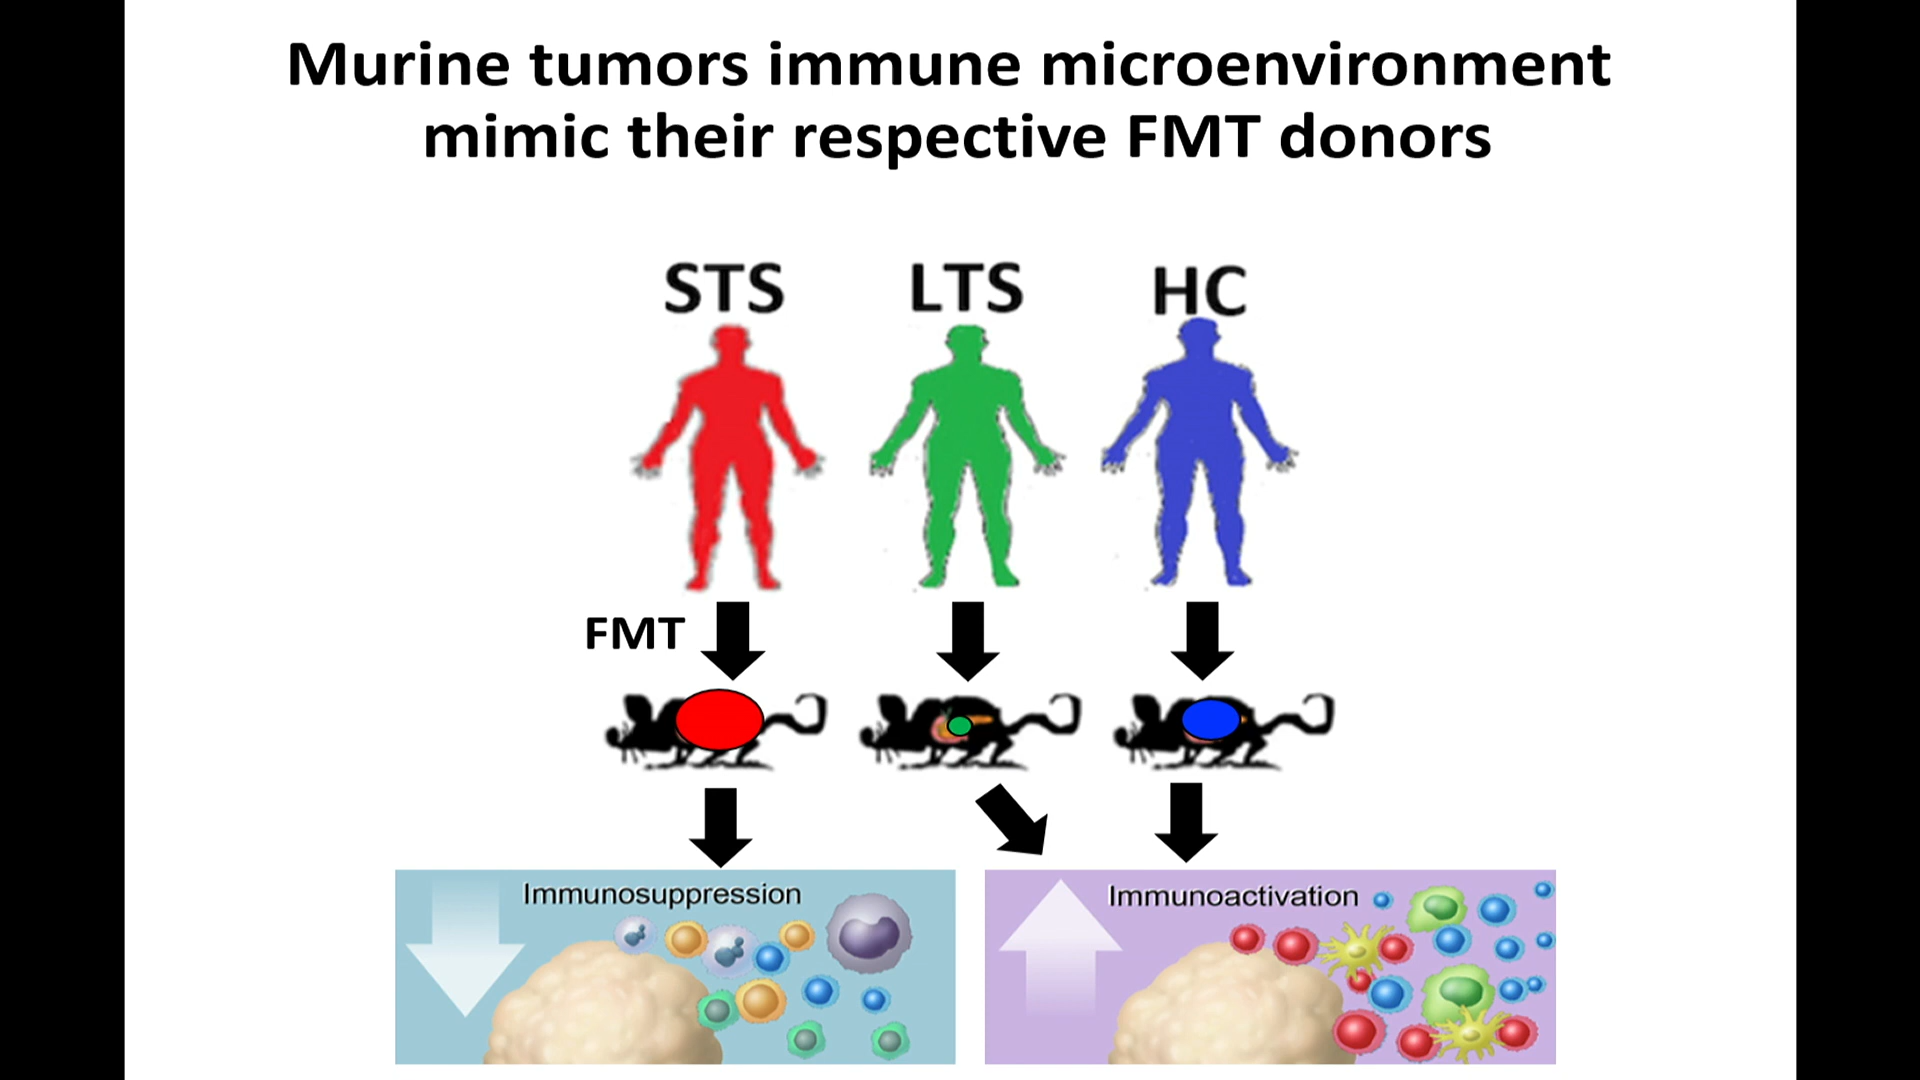 Murine tumors immune microenvironment
mimic their respective FMT donors
STS LTS HC
FMT
Immunosuppression
Immunoactivation